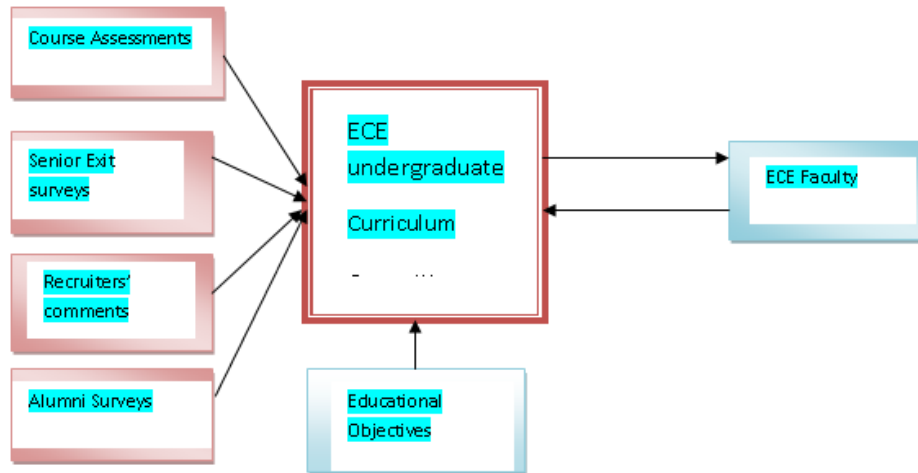 Course Assessments
Senior Exit
surveys
Recruiters’
comments
Alumni Surveys
ECE
undergraduate
Curriculum
Educational
Objectives
ECE Faculty